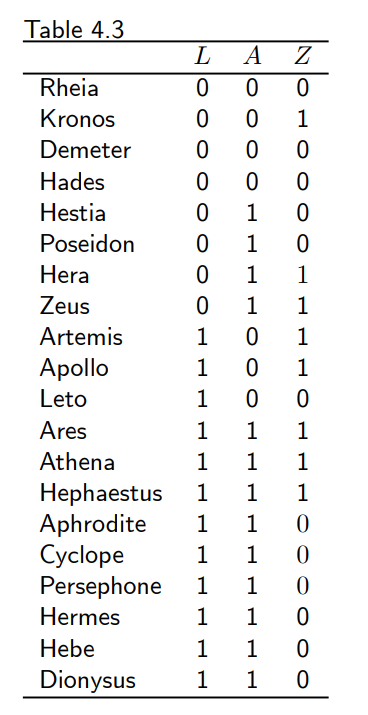 Table 4.3
L A Z
Rheia 0 0 0
Kronos 0 0 1
Demeter 0 0 0
Hades 0 0 0
Hestia 0 1 0
Poseidon 0 1 0
Hera 0 1 1
Zeus 0 1 1
Artemis 1 0 1
Apollo 1 0 1
Leto 1 0 0
Ares 1 1 1
Athena 1 1 1
Hephaestus 1 1 1
Aphrodite 1 1 0
Cyclope 1 1 0
Persephone 1 1 0
Hermes 1 1 0
Hebe 1 1 0
Dionysus 1 1 0